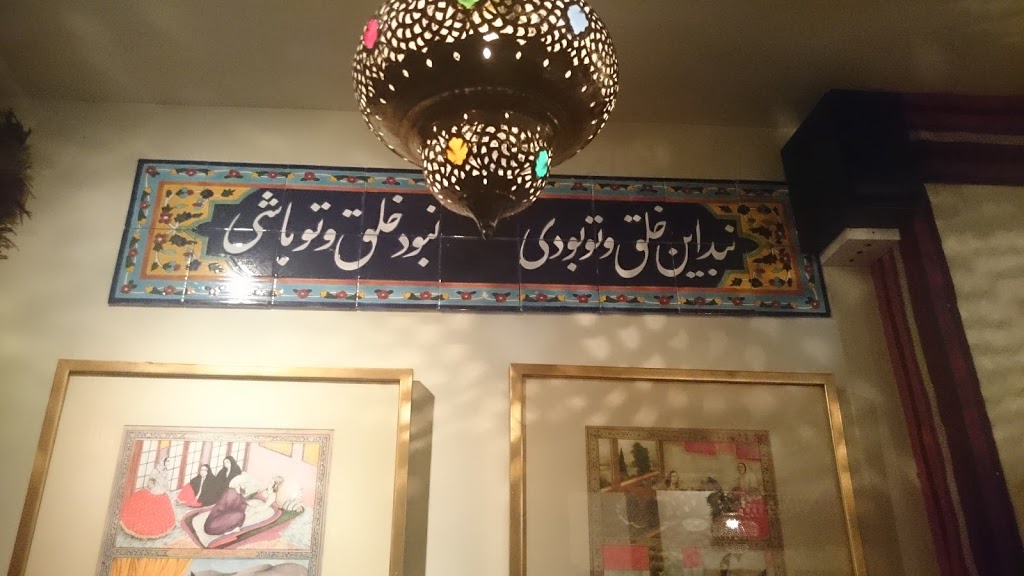 نبد این خلق و تو بودی نبود خلق و تو باشی